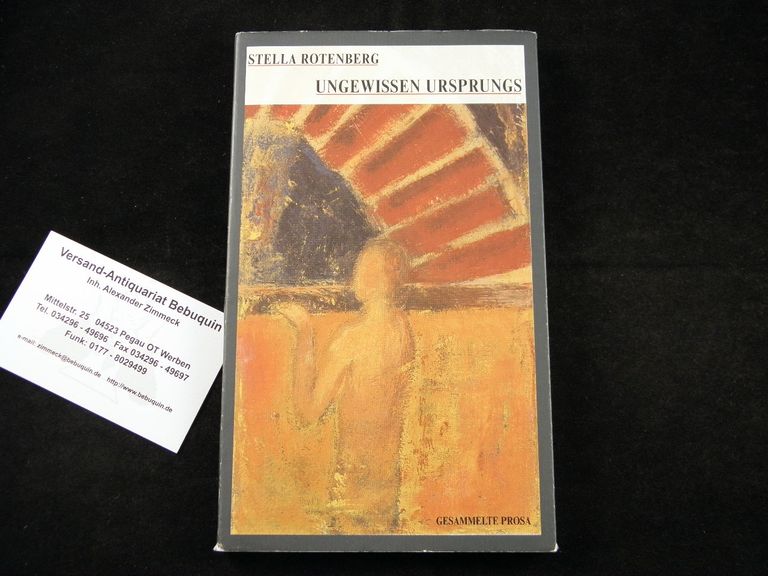 STELLA ROTENBERG
UNGEWISSEN URSPRUNGS
GESAMMELTE PROSA
Versand-Antiquariat Bebuquin
Inh. Alexander Zimmeck
Mittelstr. 25 04523 Pegau OT Werben
Tel. 034296 - 49696 Fax 034296 - 49697
Funk: 0177 - 8029499
e-mail: zimmeck@bebuquin.de http://www.bebuquin.de